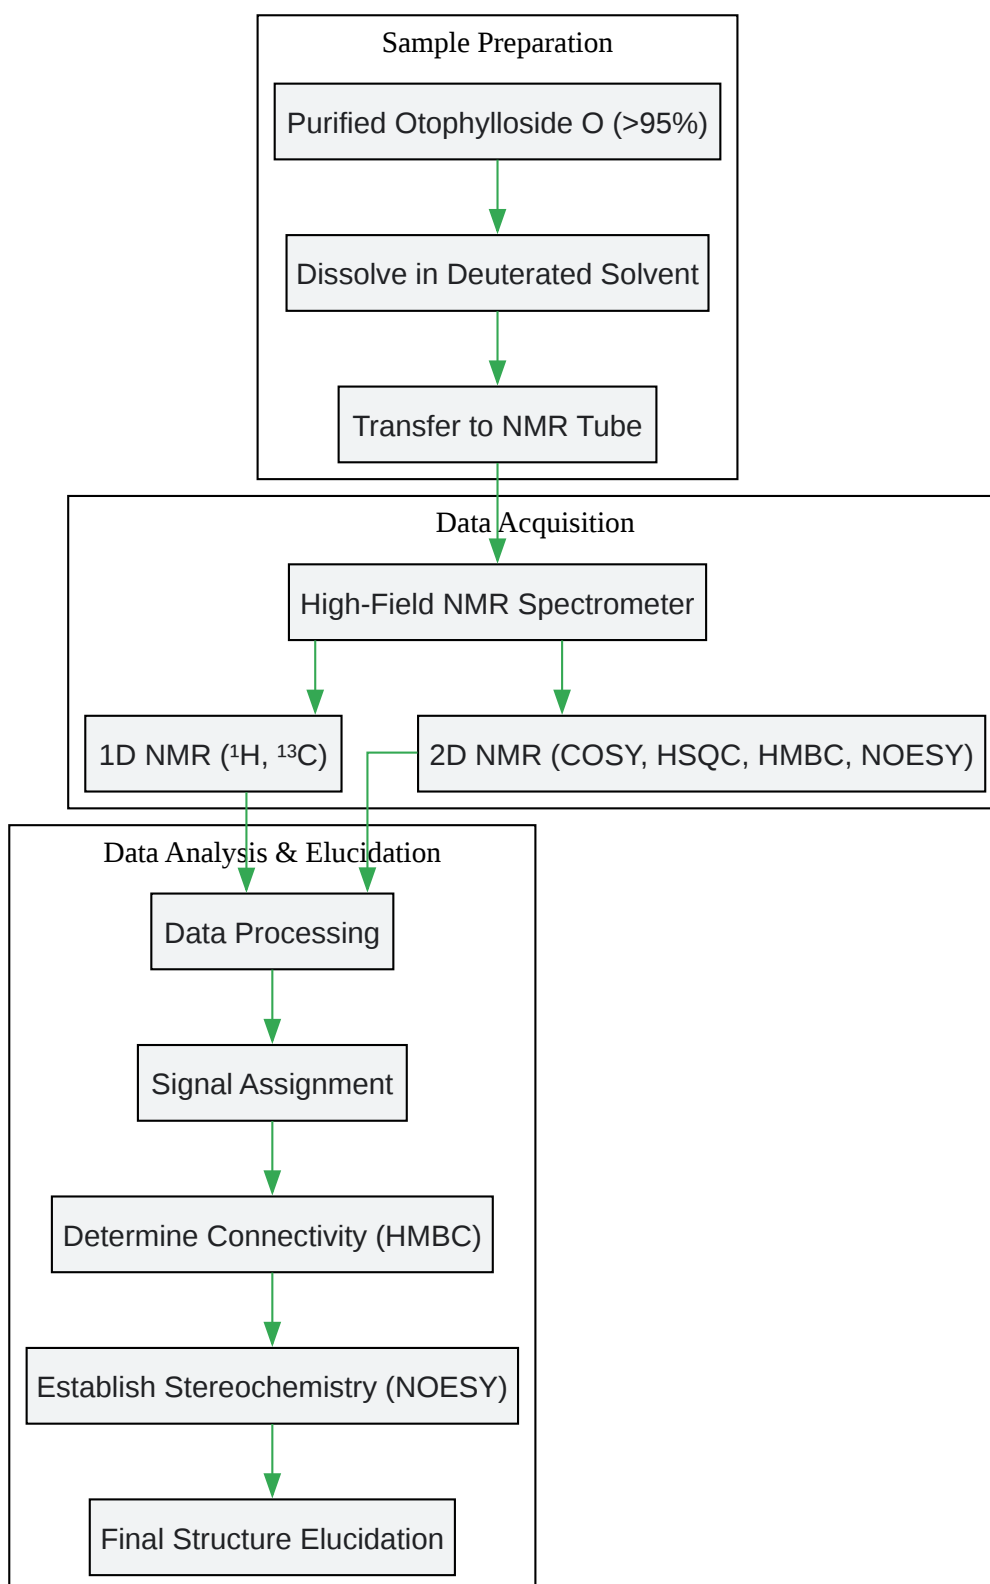 Sample Preparation
Purified Otophylloside O (>95%)
Dissolve in Deuterated Solvent
Transfer to NMR Tube
Data Acquisition
High-Field NMR Spectrometer
1D NMR (¹H, ¹³C)
2D NMR (COSY, HSQC, HMBC, NOESY)
Data Analysis & Elucidation
Data Processing
Signal Assignment
Determine Connectivity (HMBC)
Establish Stereochemistry (NOESY)
Final Structure Elucidation